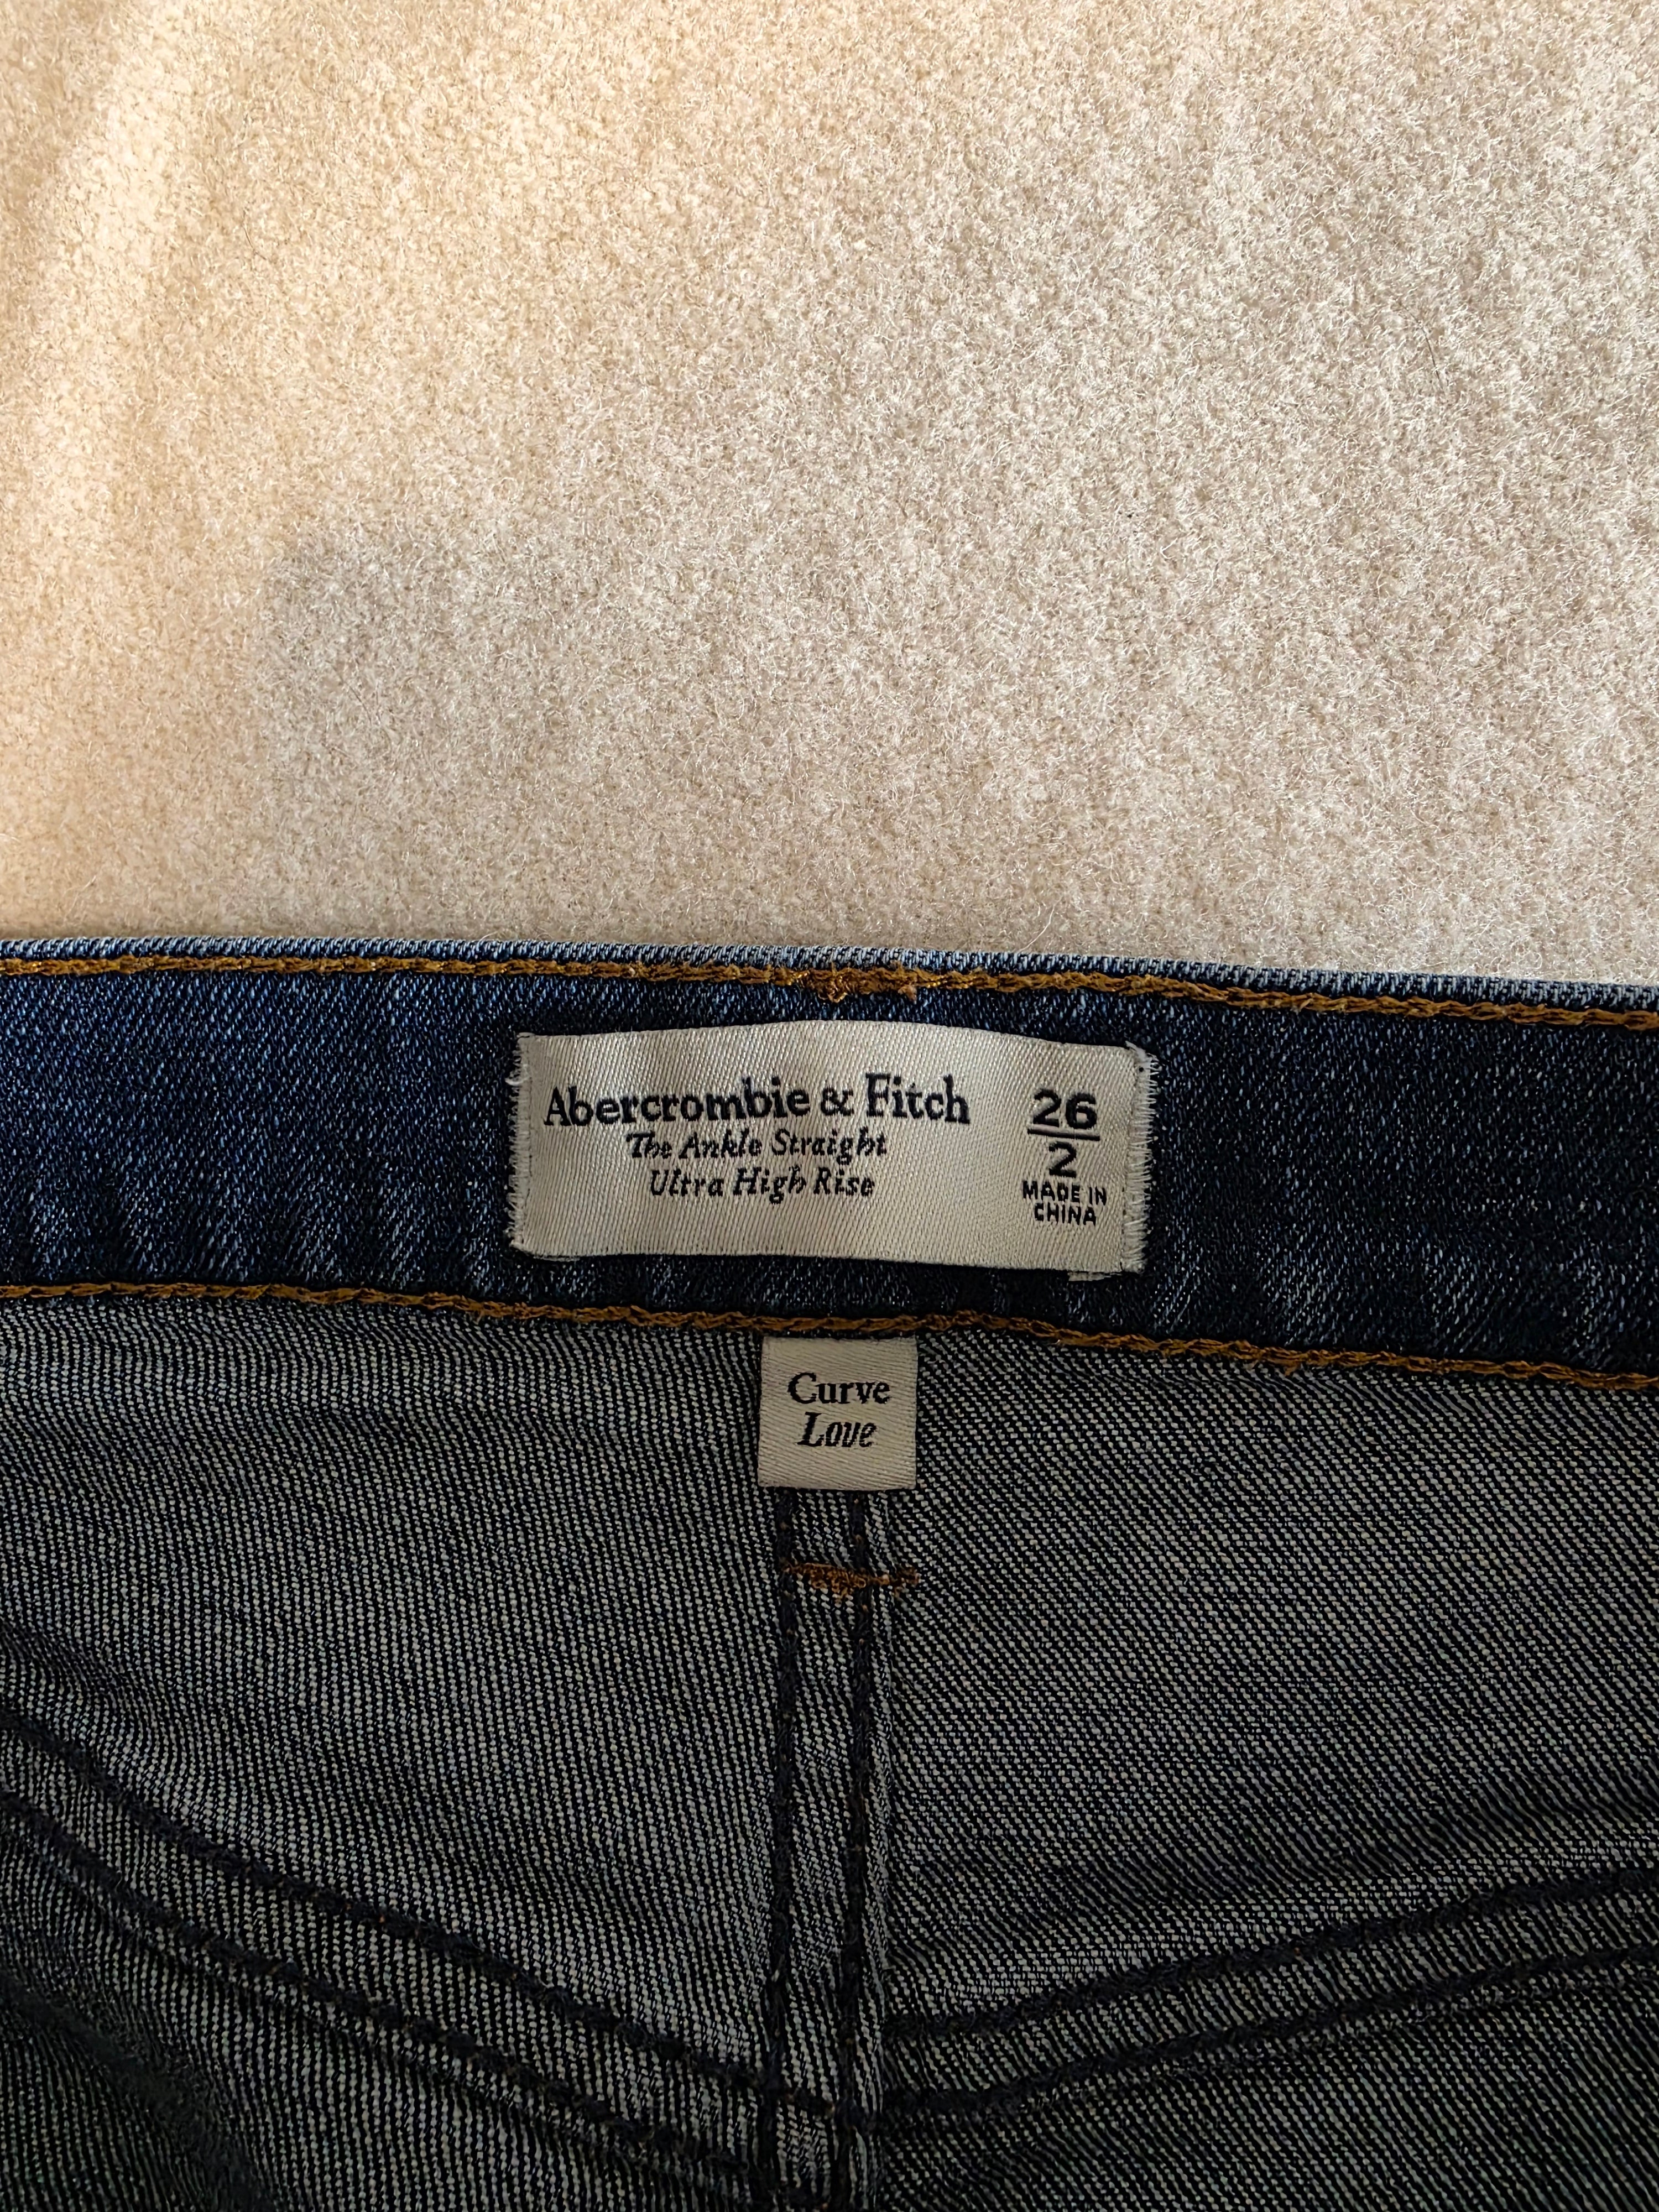 Abercrombie & Fitch
The Ankle Straight
Ultra High Rise
26
2
MADE IN
CHINA
Curve
Love